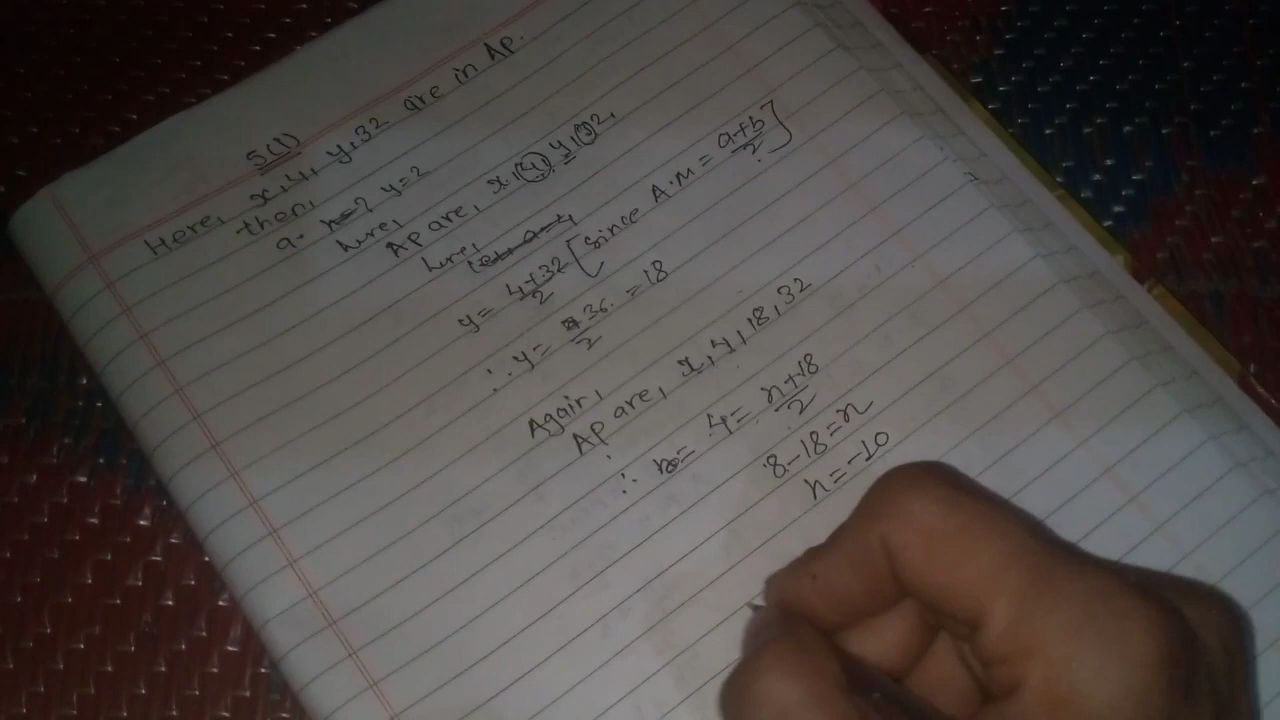 5(1)
Here, x, 4, y, 32 are in AP.
then,
a. x=? y=?
here,
AP are, x, 4, y, 32,
here,
y = 4+32/2 [Since A.M = a+b/2]
∴ y = 36/2 = 18
Again,
AP are, x, 4, 18, 32
∴ 4 = x+18/2
8-18=x
x=-10